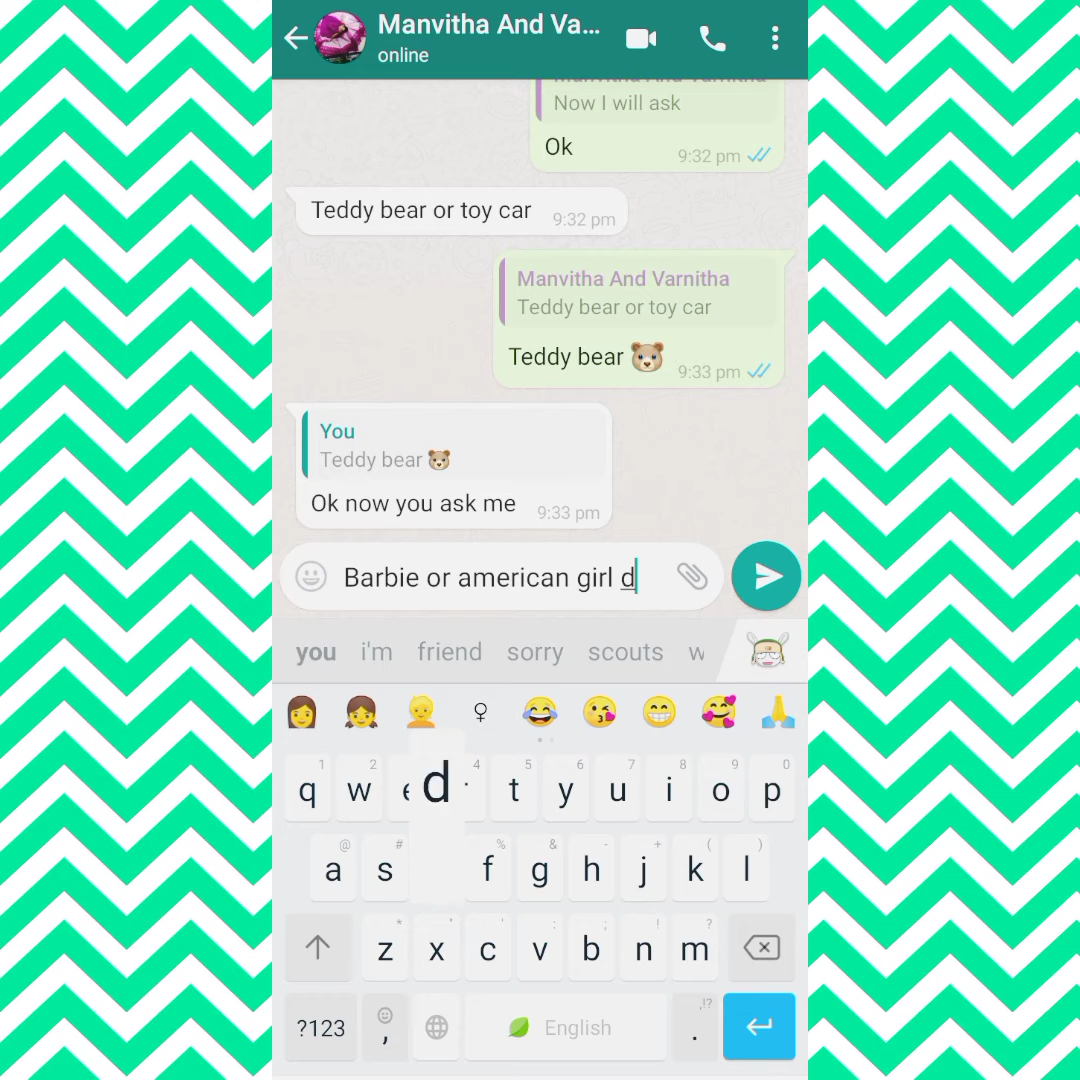 Manvitha And Va...
online
Manvitha And Varnitha
Now I will ask
Ok
9:32 pm
Teddy bear or toy car
9:32 pm
Manvitha And Varnitha
Teddy bear or toy car
Teddy bear 🐻
9:33 pm
You
Teddy bear 🐻
Ok now you ask me
9:33 pm
Barbie or american girl d
you i'm friend sorry scouts w
♀
1 2 4 5 6 7 8 9 0
q w e d t y u i o p
@ # % & - + ( )
a s f g h j k l
* " ' : ; ! ?
z x c v b n m
?123 , English . ,!?